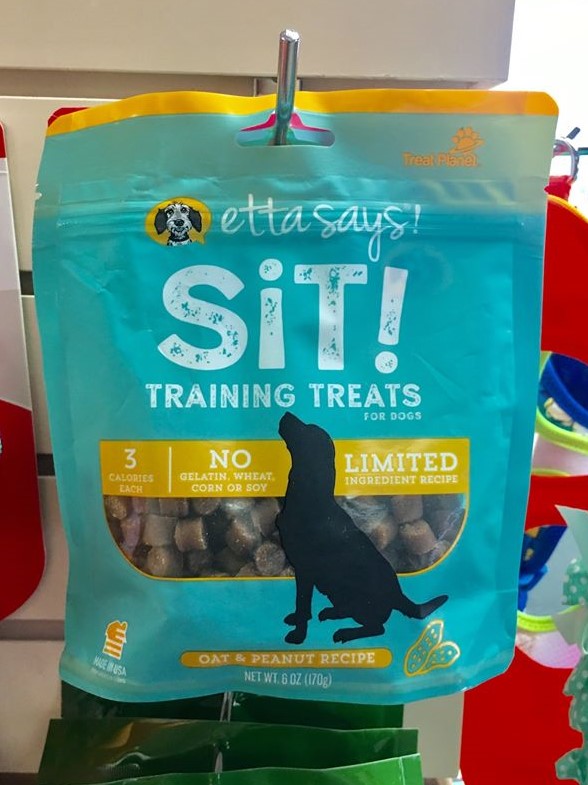 Treat Planet
etta says!
SiT!
TRAINING TREATS
FOR DOGS
3
CALORIES
EACH
NO
GELATIN, WHEAT,
CORN OR SOY
LIMITED
INGREDIENT RECIPE
MADE IN USA
OAT & PEANUT RECIPE
NET WT. 6 OZ (170g)